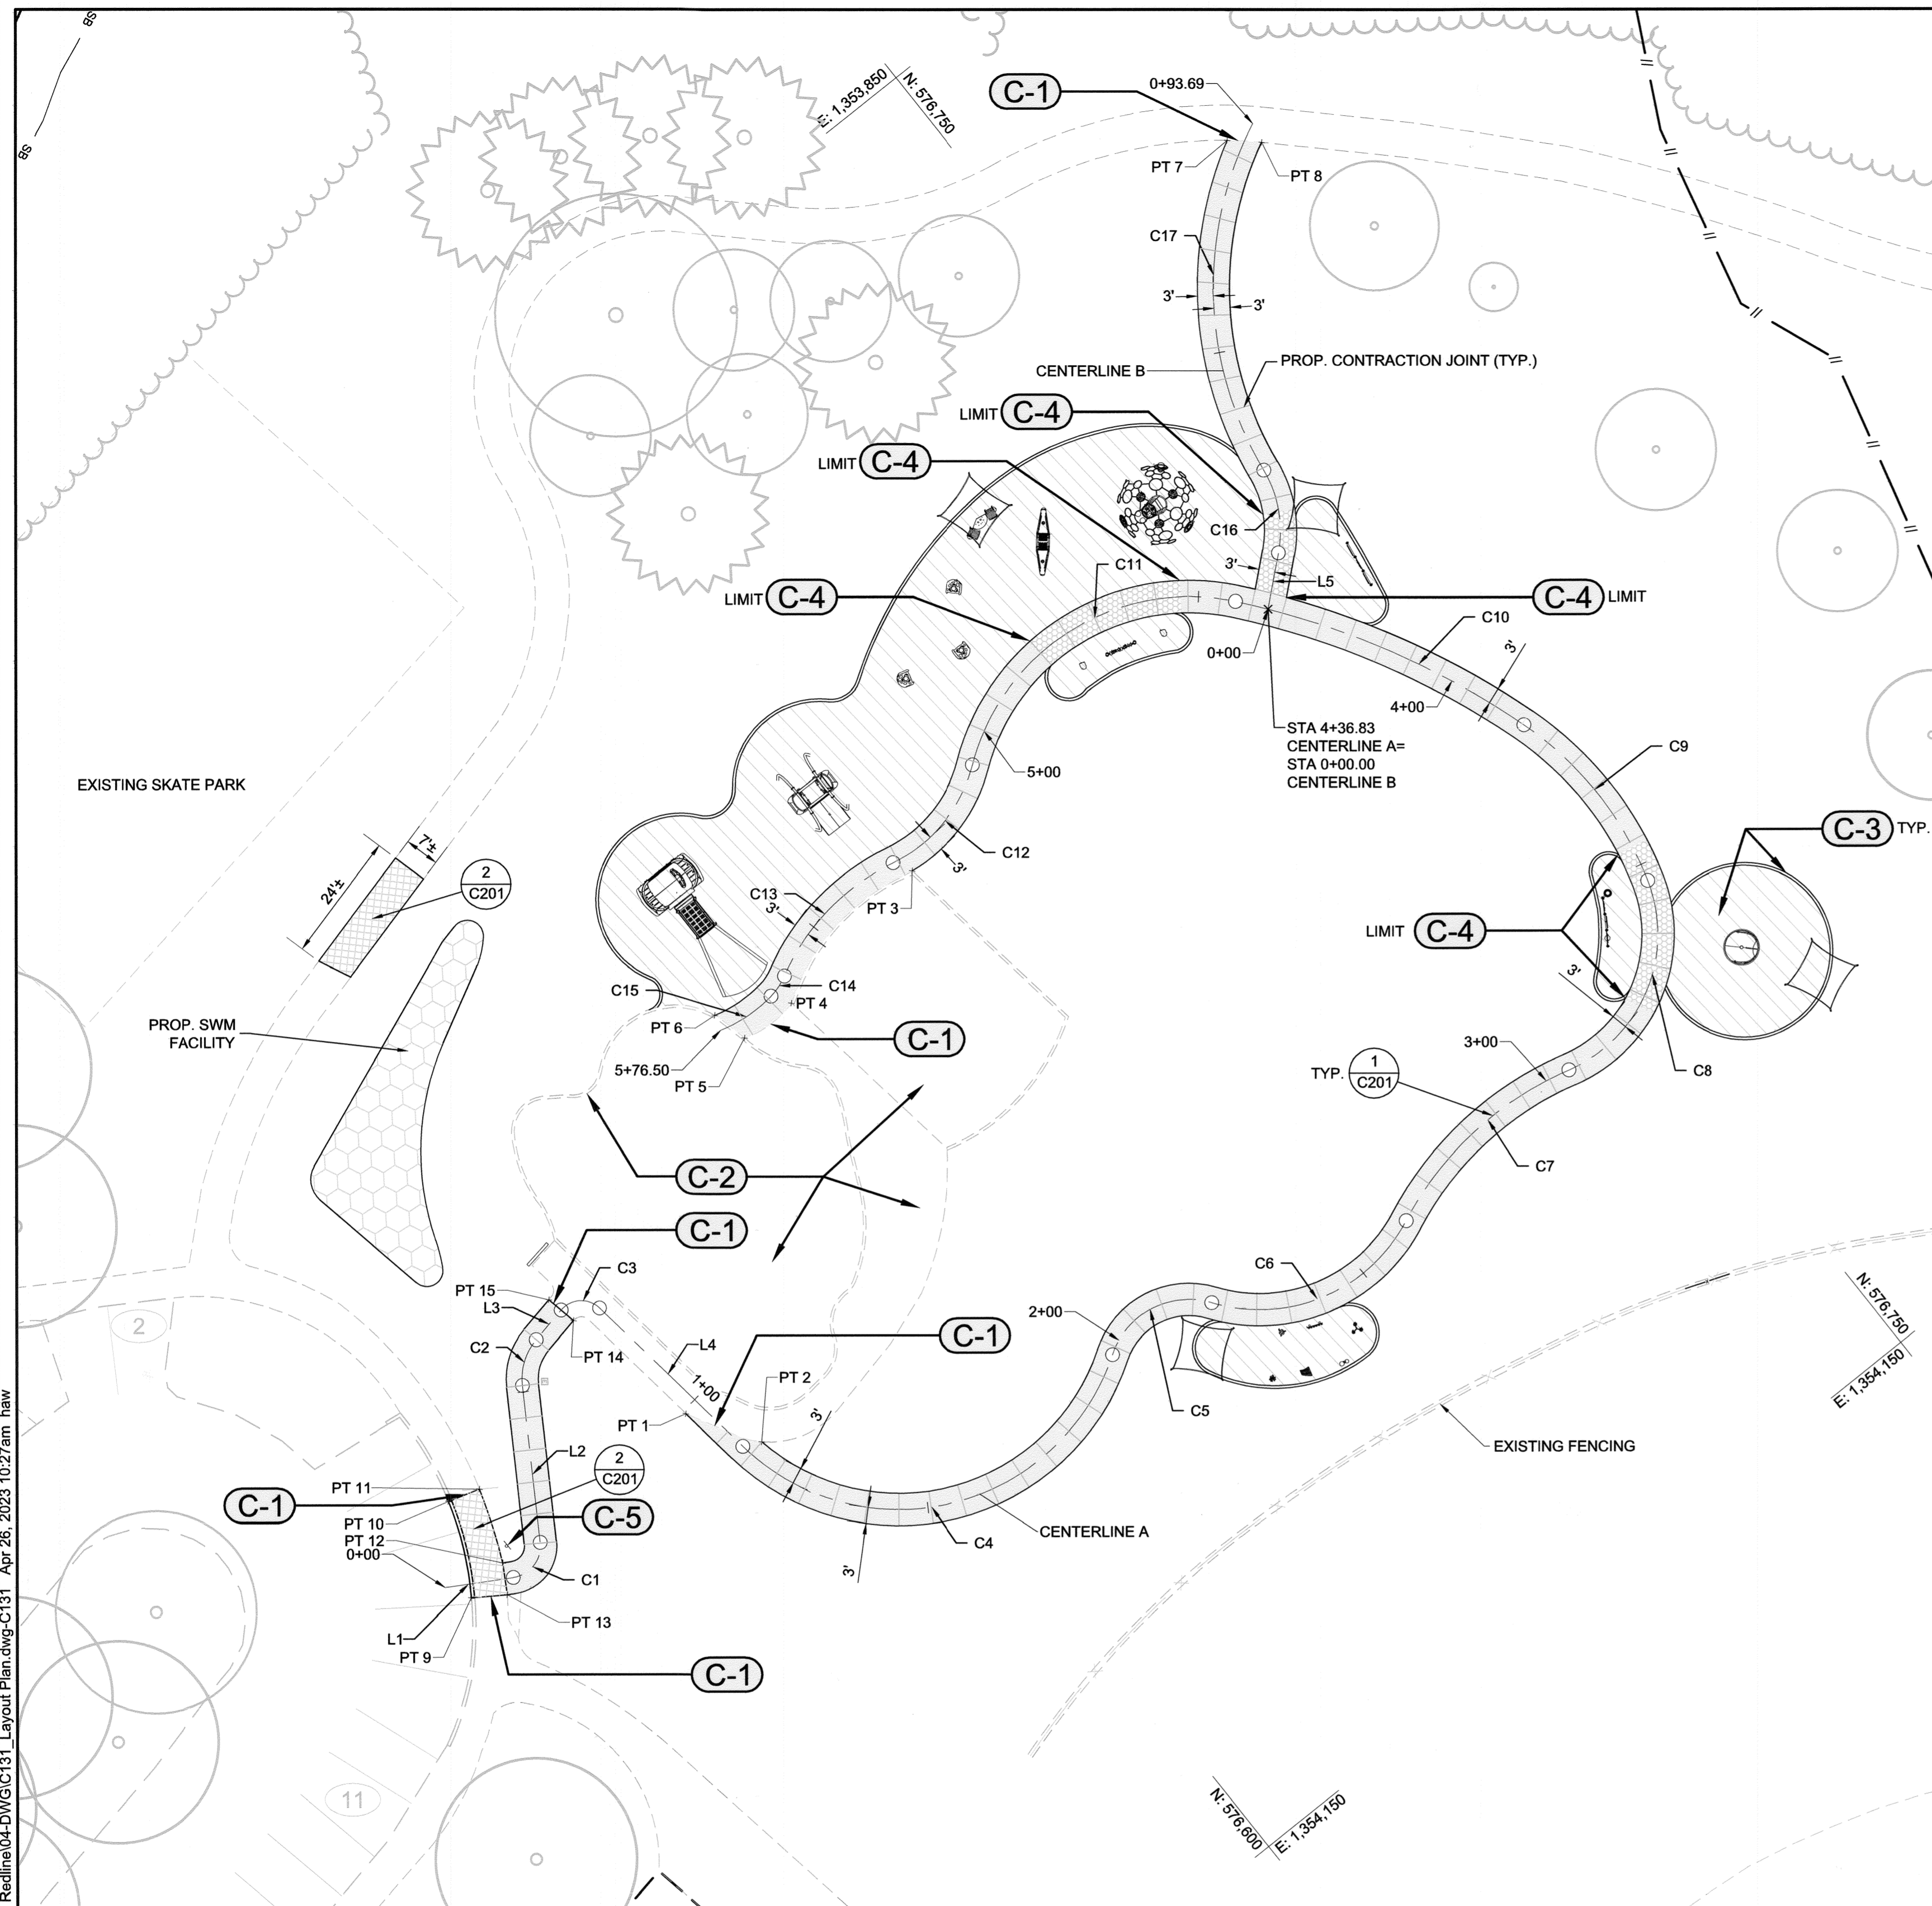 SB
SB
E: 1,353,850
N: 576,750
C-1
0+93.69
PT 7
PT 8
C17
3'
3'
CENTERLINE B
PROP. CONTRACTION JOINT (TYP.)
LIMIT C-4
LIMIT C-4
C16
C11
3'
L5
LIMIT C-4
C-4 LIMIT
C10
3'
0+00
4+00
STA 4+36.83
CENTERLINE A=
STA 0+00.00
CENTERLINE B
C9
5+00
EXISTING SKATE PARK
C-3 TYP.
7'±
24'±
2
C201
C12
3'
C13
3'
PT 3
LIMIT C-4
3'
C15
C14
PT 4
PT 6
C-1
5+76.50
PT 5
PROP. SWM
FACILITY
3+00
TYP. 1
C201
C8
C7
C-2
C-1
C3
C6
PT 15
L3
2+00
2
C2
PT 14
L4
C-1
1+00
PT 2
PT 1
3'
C5
N: 576,750
E: 1,354,150
EXISTING FENCING
L2
2
C201
PT 11
C-1
C-5
PT 10
PT 12
0+00
CENTERLINE A
C4
3'
C1
PT 13
L1
PT 9
C-1
11
N: 576,600
E: 1,354,150
Redline\04-DWG\C131_Layout Plan.dwg-C131 Apr 26, 2023 10:27am haw